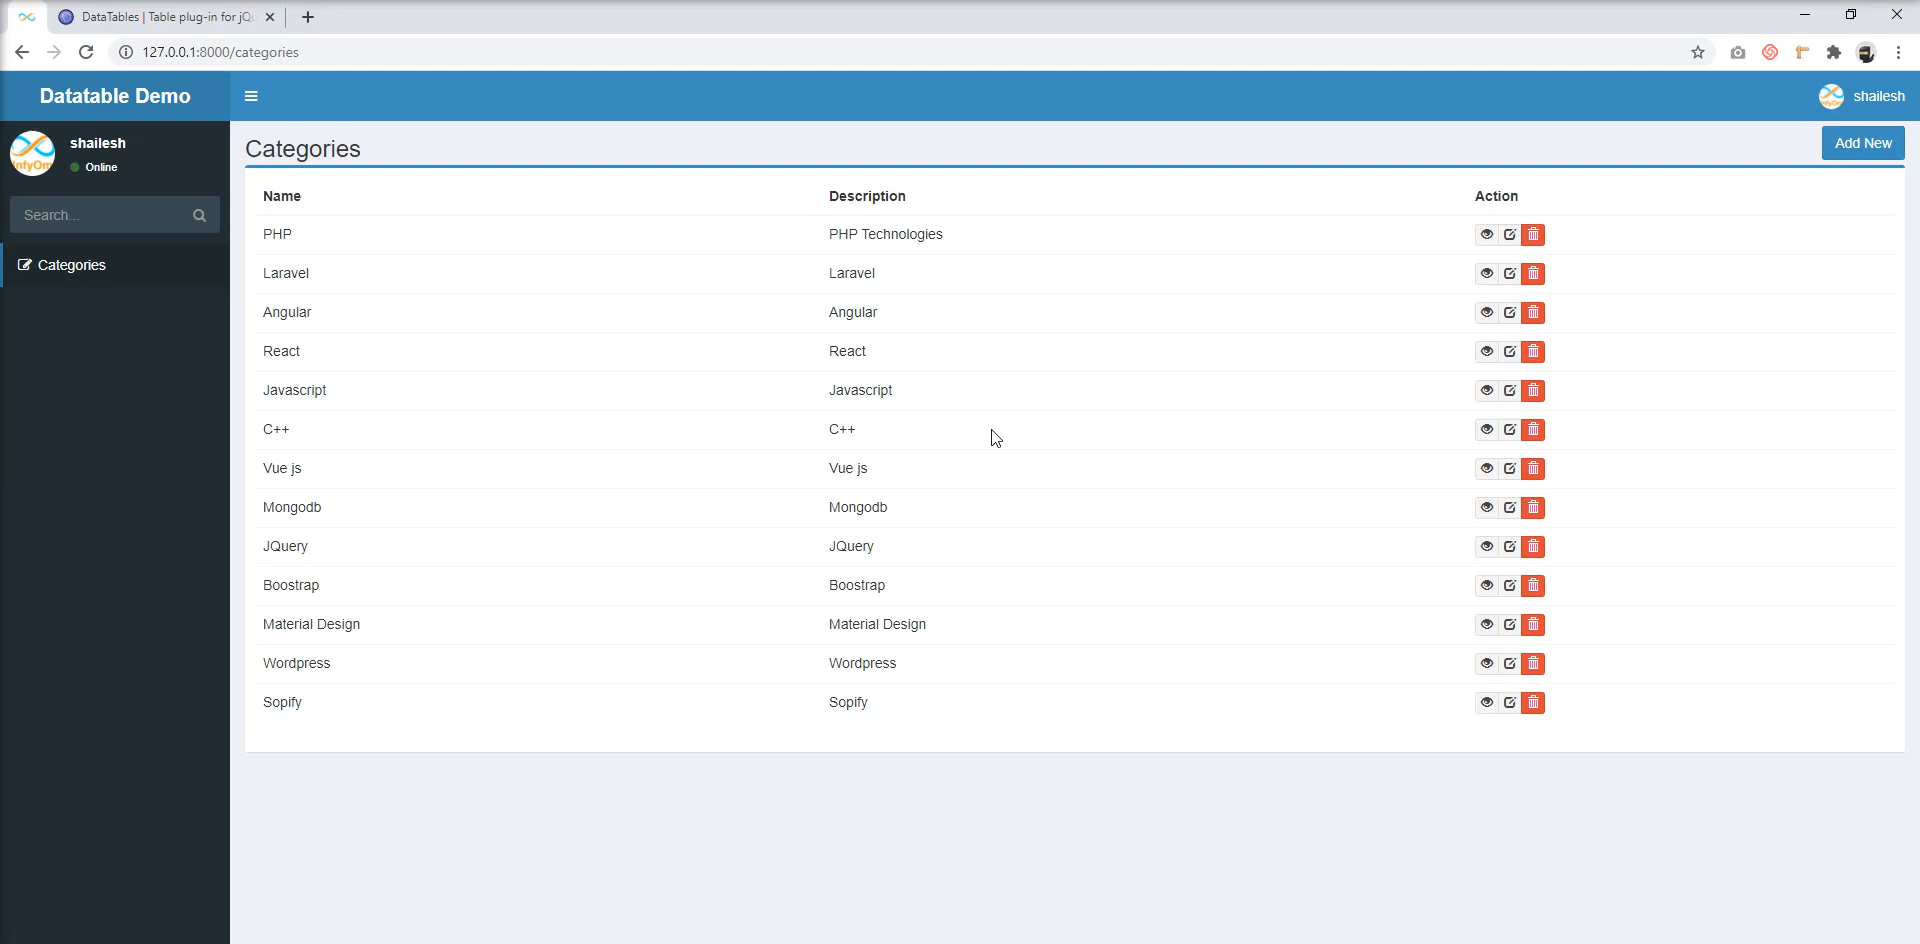 DataTables | Table plug-in for jQu
127.0.0.1:8000/categories
Datatable Demo
shailesh
shailesh
Online
Search...
Categories
Categories
Add New
Name Description Action
PHP PHP Technologies
Laravel Laravel
Angular Angular
React React
Javascript Javascript
C++ C++
Vue js Vue js
Mongodb Mongodb
JQuery JQuery
Boostrap Boostrap
Material Design Material Design
Wordpress Wordpress
Sopify Sopify